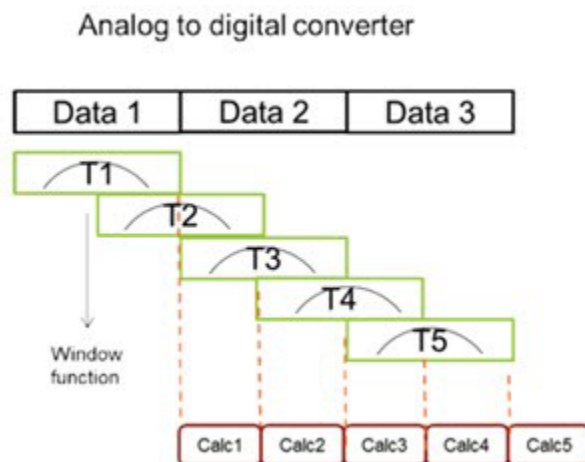 Analog to digital converter
Data 1 Data 2 Data 3
T1
T2
T3
T4
T5
Window
function
Calc1 Calc2 Calc3 Calc4 Calc5